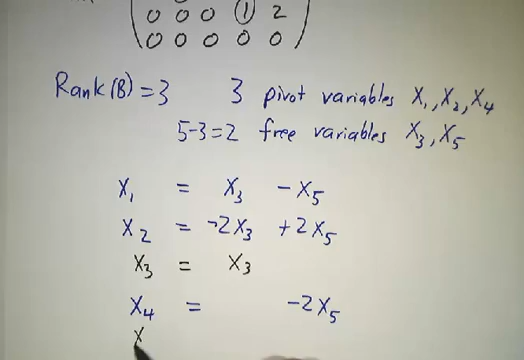 0 0 0 1 2
0 0 0 0 0
Rank(B) = 3 3 pivot variables X₁, X₂, X₄
5-3=2 free variables X₃, X₅
X₁ = X₃ - X₅
X₂ = -2X₃ + 2X₅
X₃ = X₃
X₄ = -2X₅
X